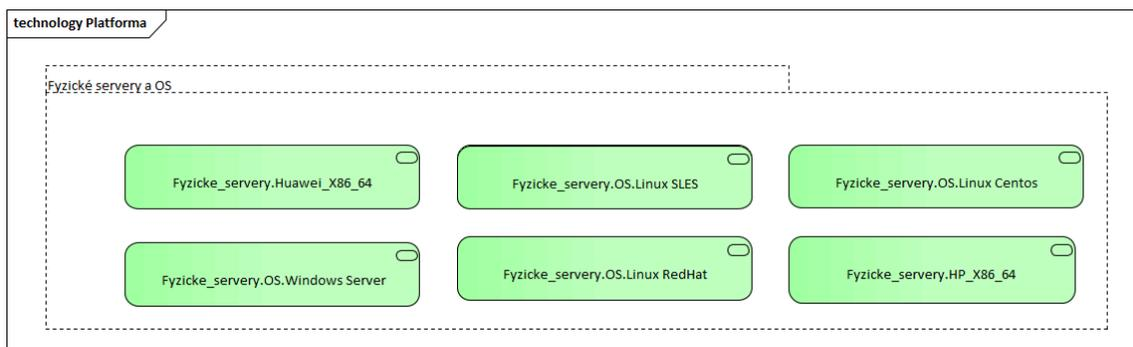 technology Platforma
Fyzické servery a OS
Fyzicke_servery.Huawei_X86_64
Fyzicke_servery.OS.Linux SLES
Fyzicke_servery.OS.Linux Centos
Fyzicke_servery.OS.Windows Server
Fyzicke_servery.OS.Linux RedHat
Fyzicke_servery.HP_X86_64